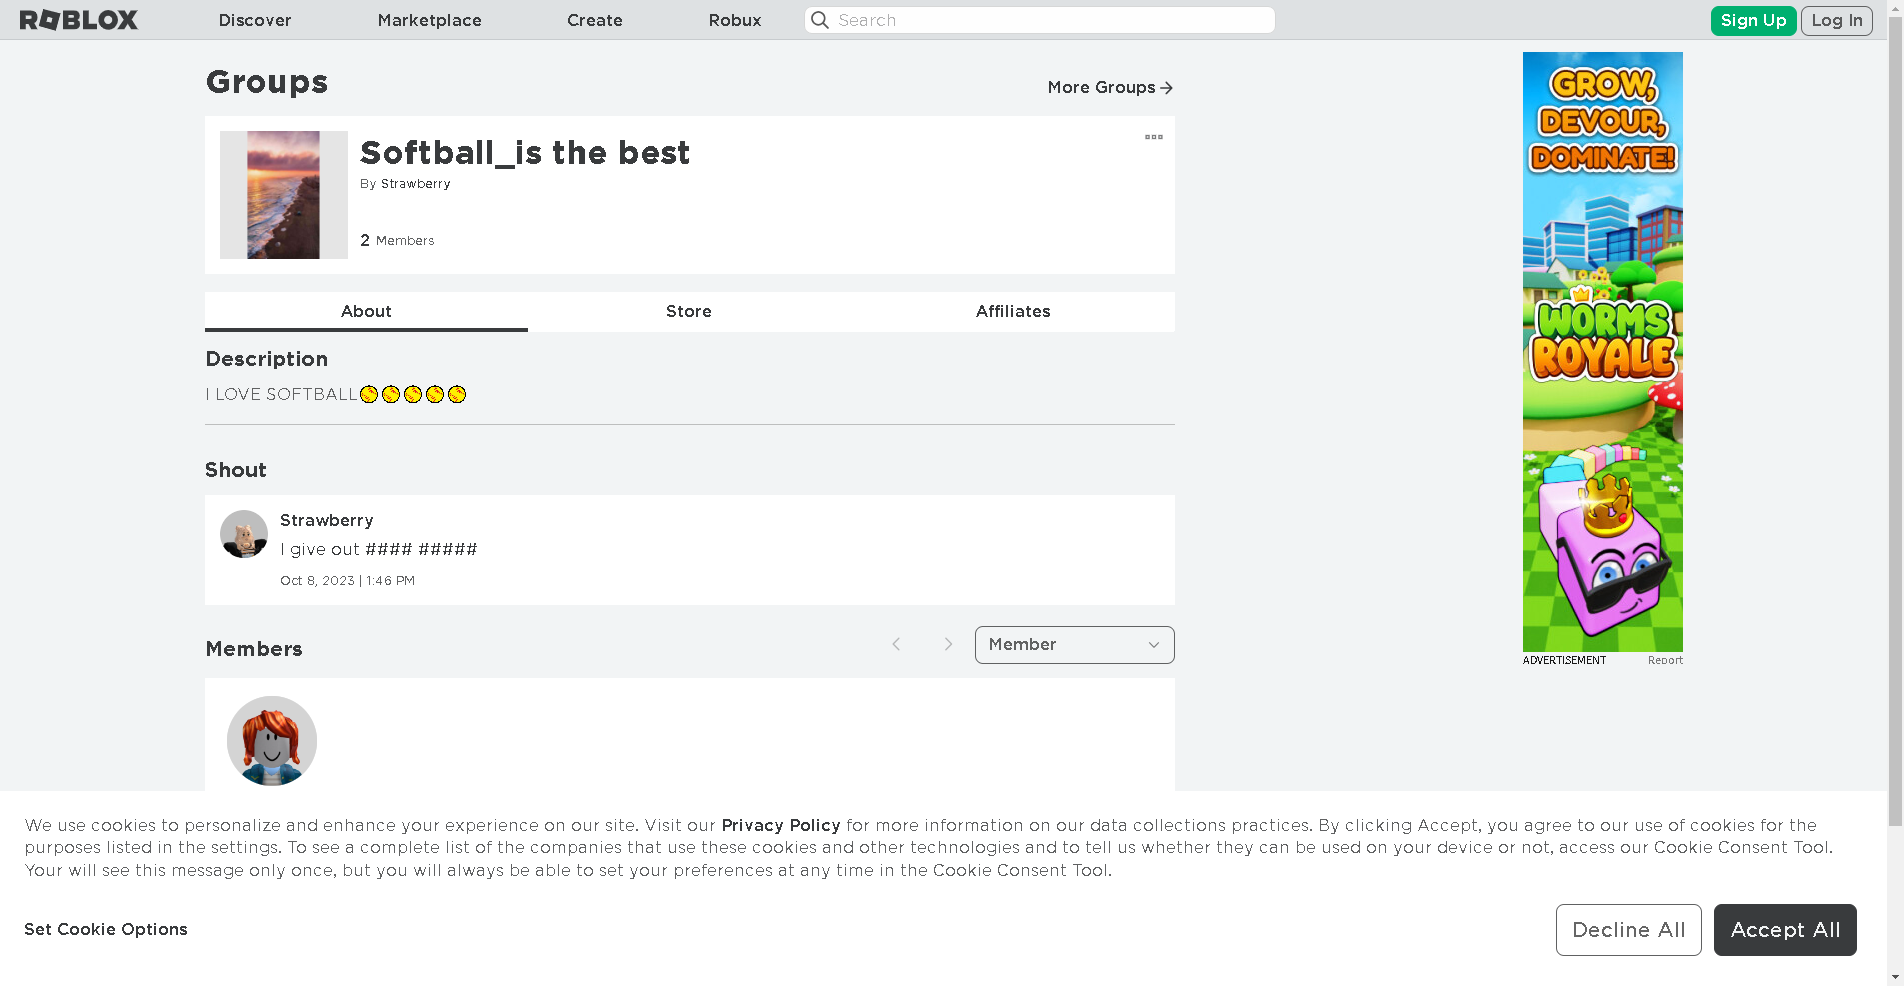 ROBLOX
Discover
Marketplace
Create
Robux
Search
Sign Up
Log In
Groups
More Groups
Softball_is the best
By Strawberry
2 Members
About
Store
Affiliates
Description
I LOVE SOFTBALL🥎🥎🥎🥎🥎
Shout
Strawberry
I give out #### #####
Oct 8, 2023 | 1:46 PM
Members
Member
GROW,
DEVOUR,
DOMINATE!
WORMS
ROYALE
ADVERTISEMENT
Report
We use cookies to personalize and enhance your experience on our site. Visit our Privacy Policy for more information on our data collections practices. By clicking Accept, you agree to our use of cookies for the
purposes listed in the settings. To see a complete list of the companies that use these cookies and other technologies and to tell us whether they can be used on your device or not, access our Cookie Consent Tool.
Your will see this message only once, but you will always be able to set your preferences at any time in the Cookie Consent Tool.
Set Cookie Options
Decline All
Accept All